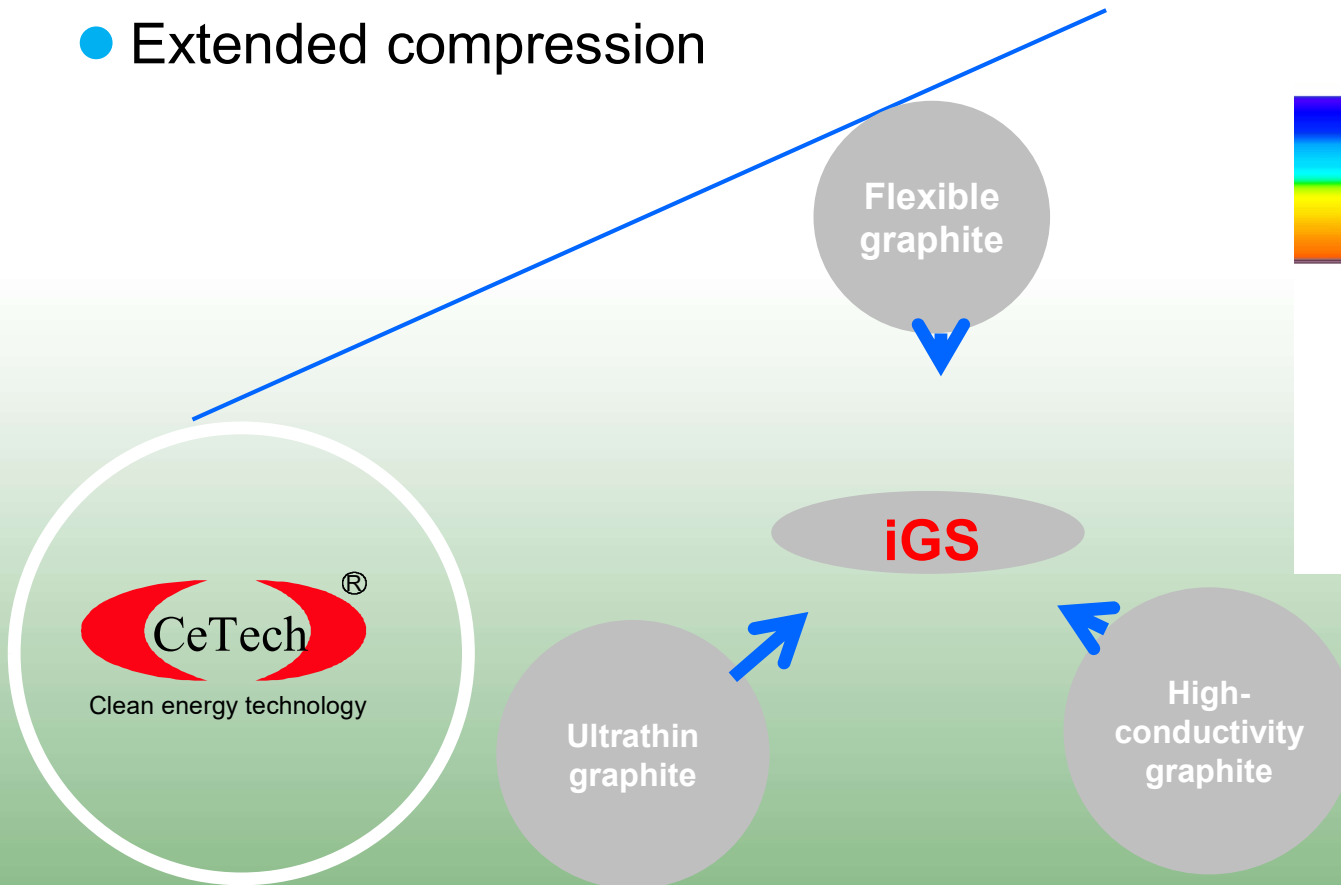 Extended compression
Flexible
graphite
iGS
®
CeTech
Clean energy technology
Ultrathin
graphite
High-
conductivity
graphite